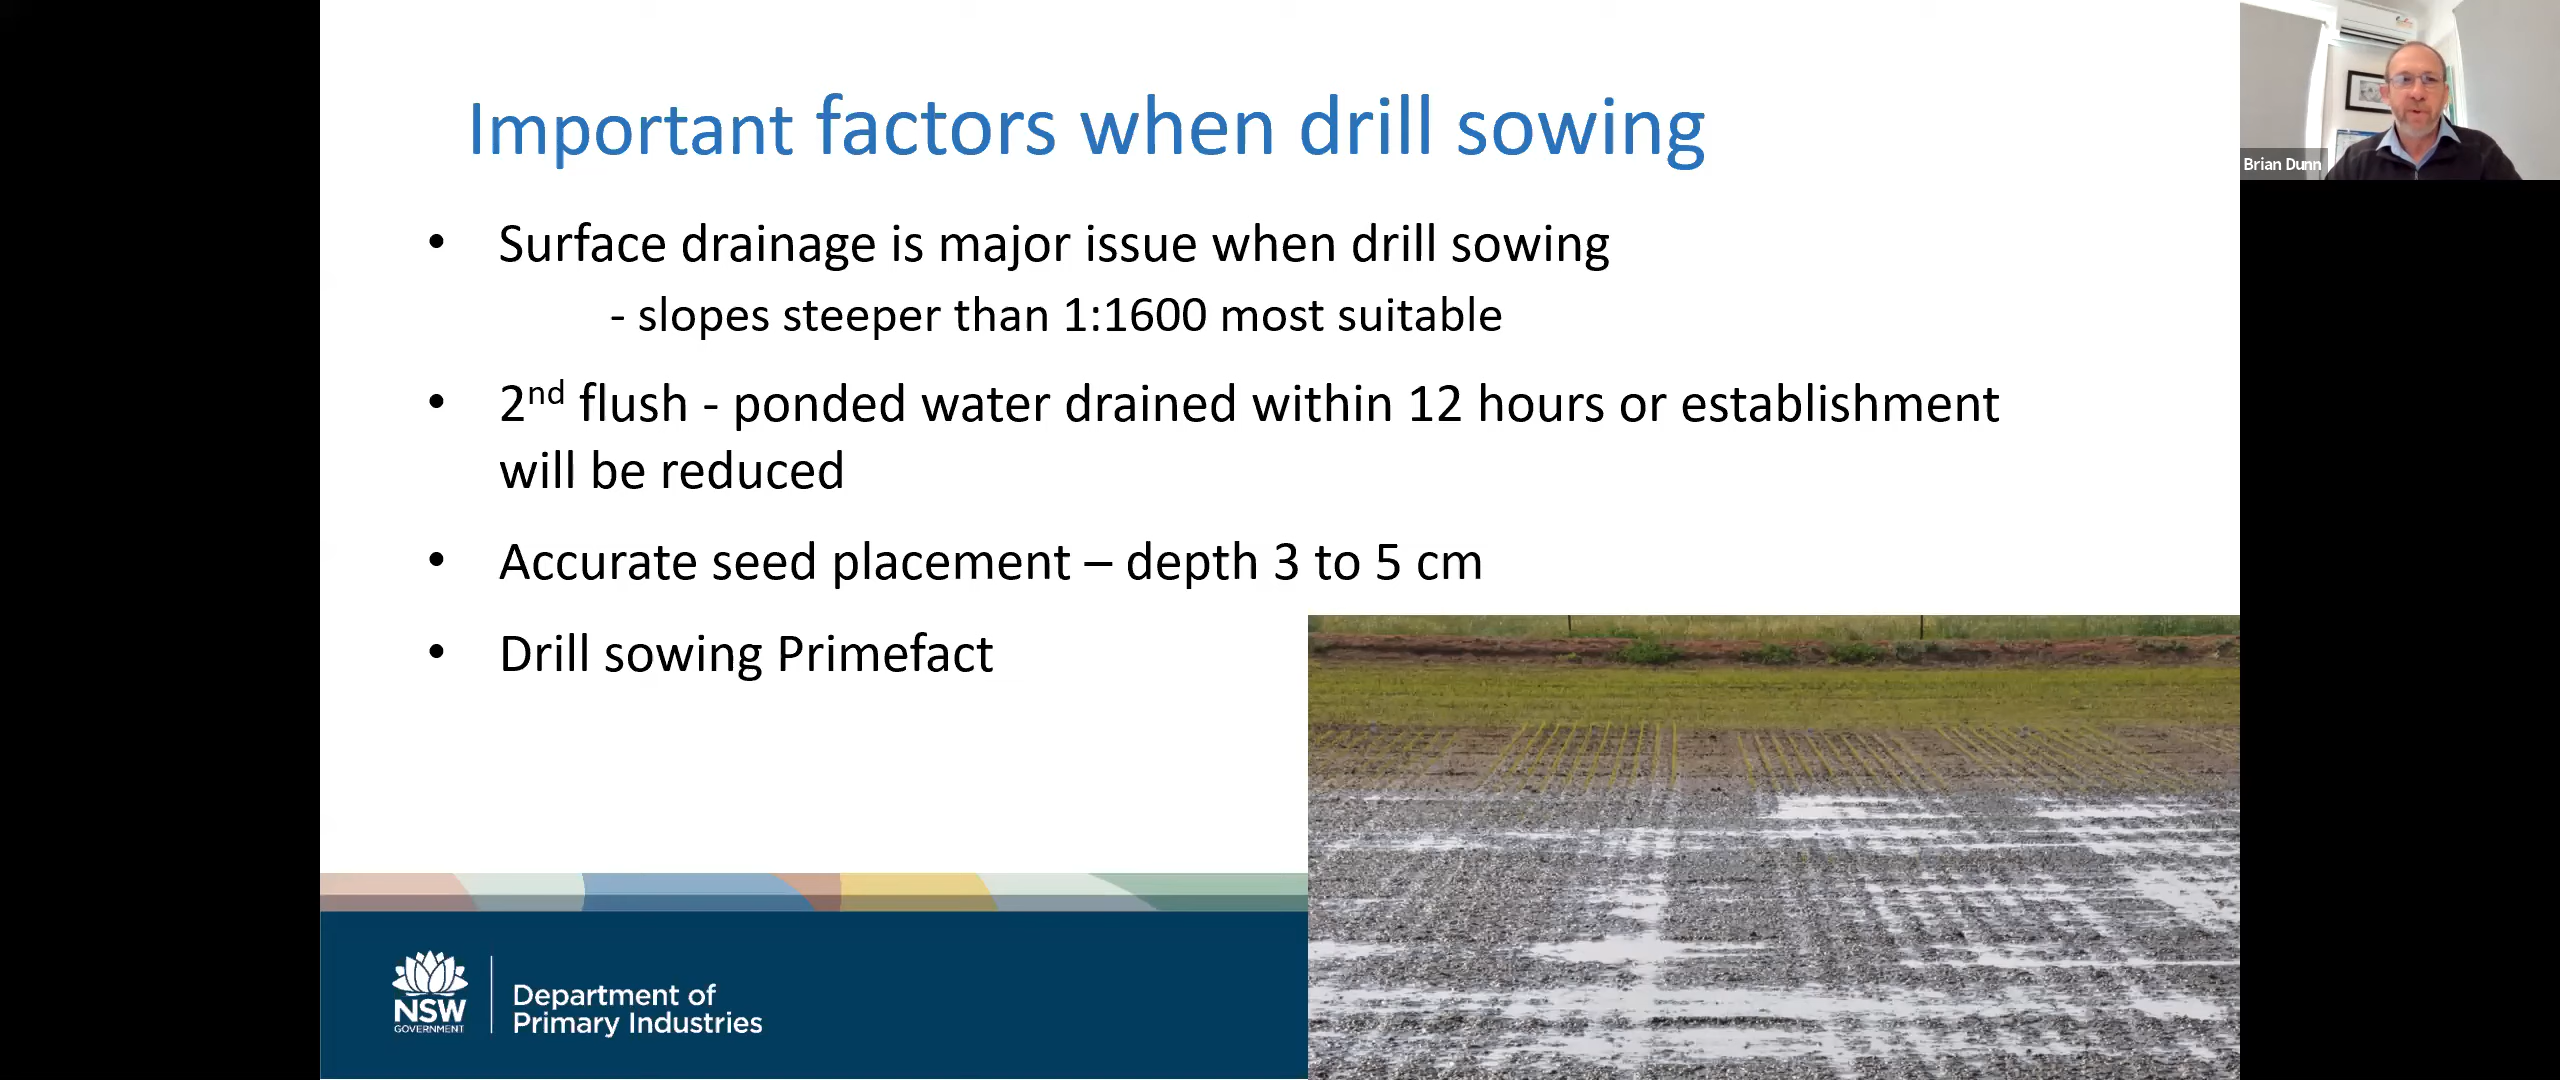 Important factors when drill sowing
• Surface drainage is major issue when drill sowing
- slopes steeper than 1:1600 most suitable
• 2nd flush - ponded water drained within 12 hours or establishment
will be reduced
• Accurate seed placement – depth 3 to 5 cm
• Drill sowing Primefact
NSW
GOVERNMENT
Department of
Primary Industries
Brian Dunn